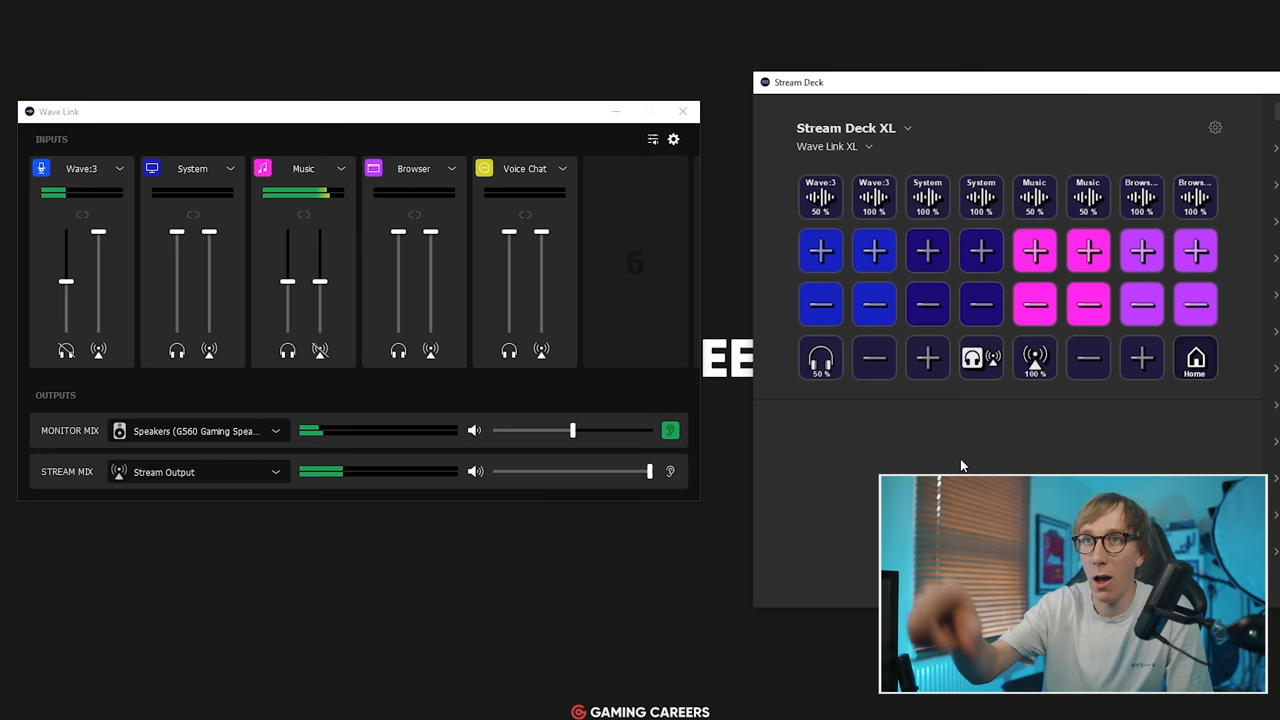 Wave Link
INPUTS
Wave:3
System
Music
Browser
Voice Chat
6
OUTPUTS
MONITOR MIX
Speakers (G560 Gaming Spea...
STREAM MIX
Stream Output
EE
Stream Deck
Stream Deck XL
Wave Link XL
Wave:3 Wave:3 System System Music Music Brows... Brows...
50 % 100 % 100 % 100 % 50 % 50 % 100 % 100 %
50 % 100 % Home
GAMING CAREERS